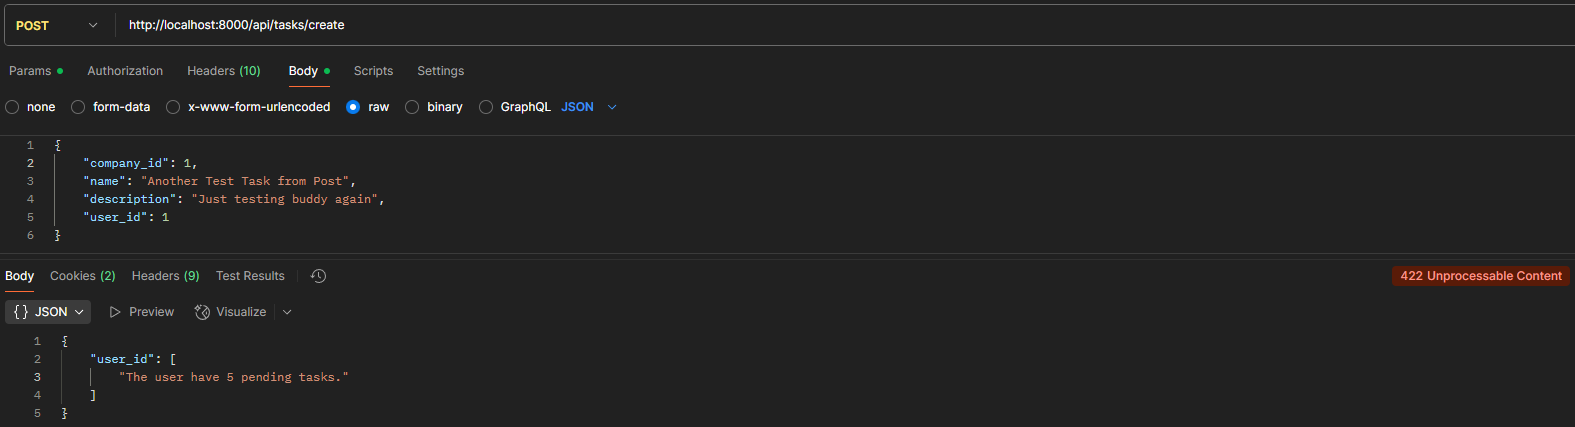 POST http://localhost:8000/api/tasks/create
Params Authorization Headers (10) Body Scripts Settings
none form-data x-www-form-urlencoded raw binary GraphQL JSON
1 {
2 "company_id": 1,
3 "name": "Another Test Task from Post",
4 "description": "Just testing buddy again",
5 "user_id": 1
6 }
Body Cookies (2) Headers (9) Test Results 422 Unprocessable Content
{} JSON Preview Visualize
1 {
2 "user_id": [
3 "The user have 5 pending tasks."
4 ]
5 }